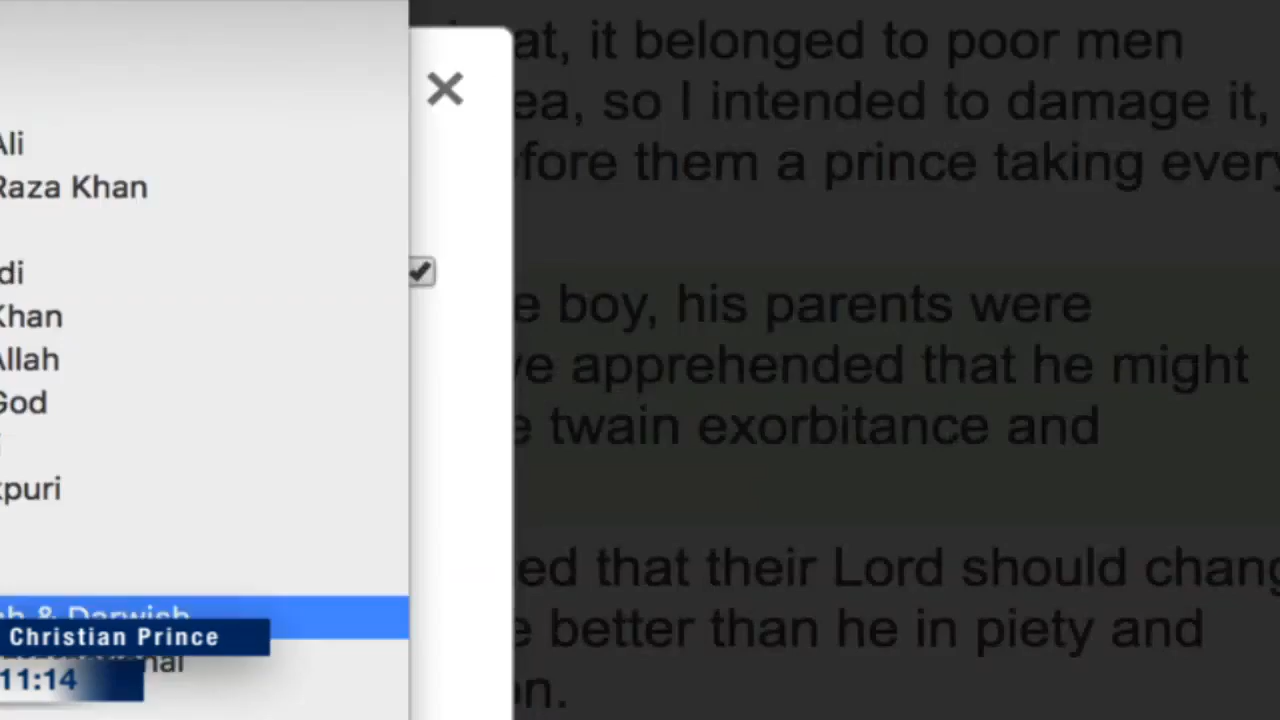 Ali
Raza Khan
di
Khan
Allah
God
i
kpuri
& Darwish
Christian Prince
nal
11:14
at, it belonged to poor men
ea, so I intended to damage it,
fore them a prince taking every
e boy, his parents were
ve apprehended that he might
e twain exorbitance and
ed that their Lord should chang
e better than he in piety and
on.